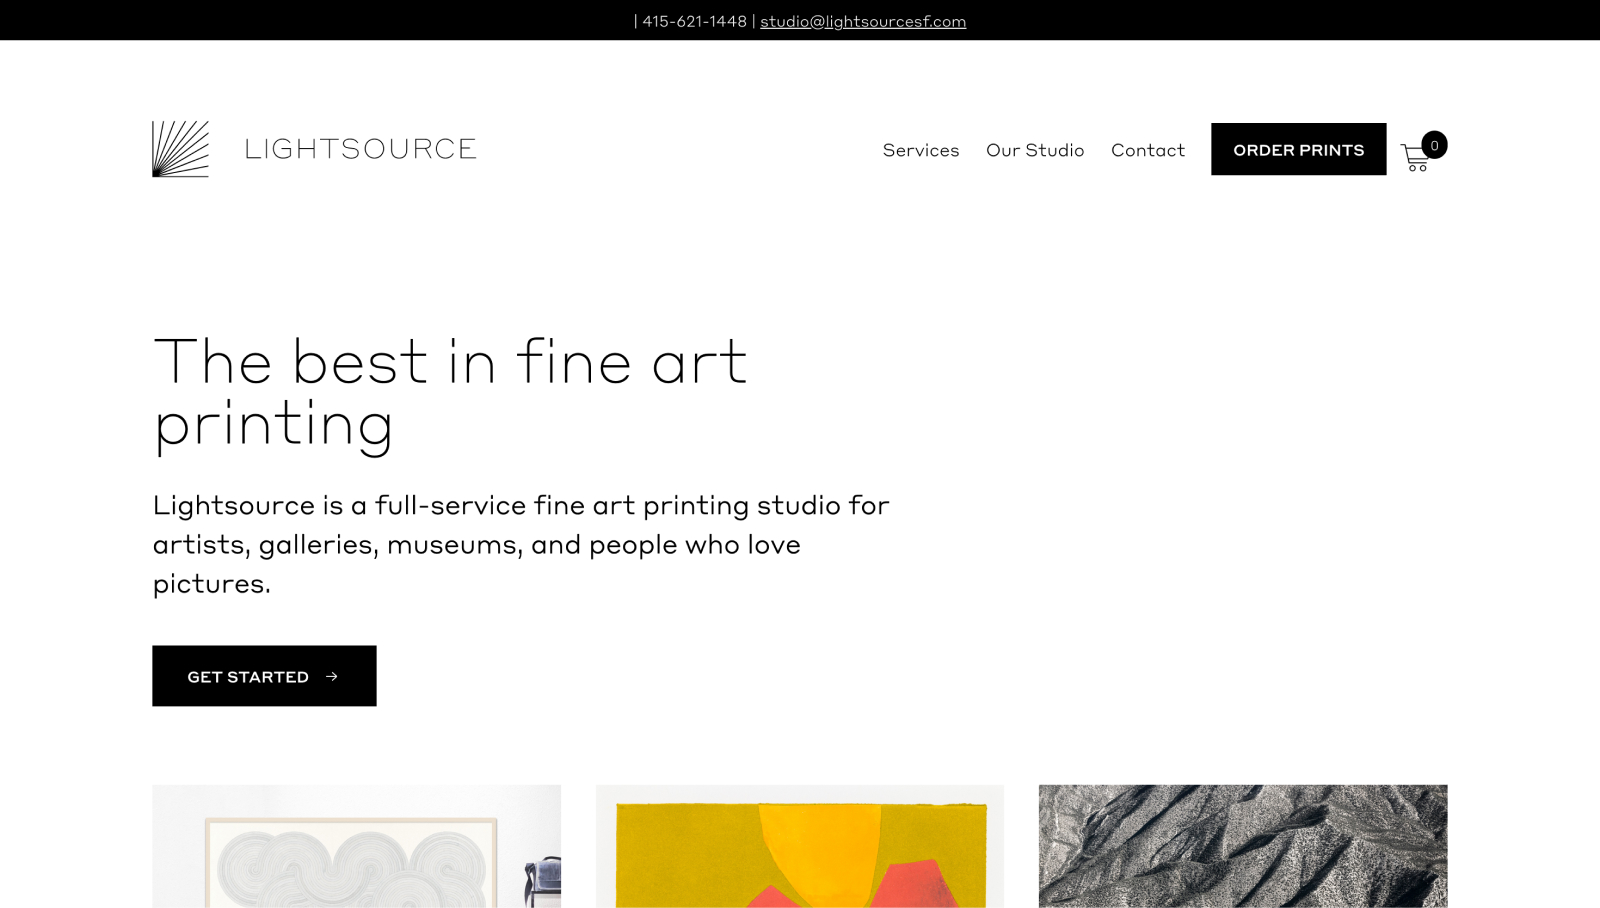 | 415-621-1448 | studio@lightsourcesf.com
LIGHTSOURCE
Services
Our Studio
Contact
ORDER PRINTS
0
The best in fine art
printing
Lightsource is a full-service fine art printing studio for
artists, galleries, museums, and people who love
pictures.
GET STARTED →